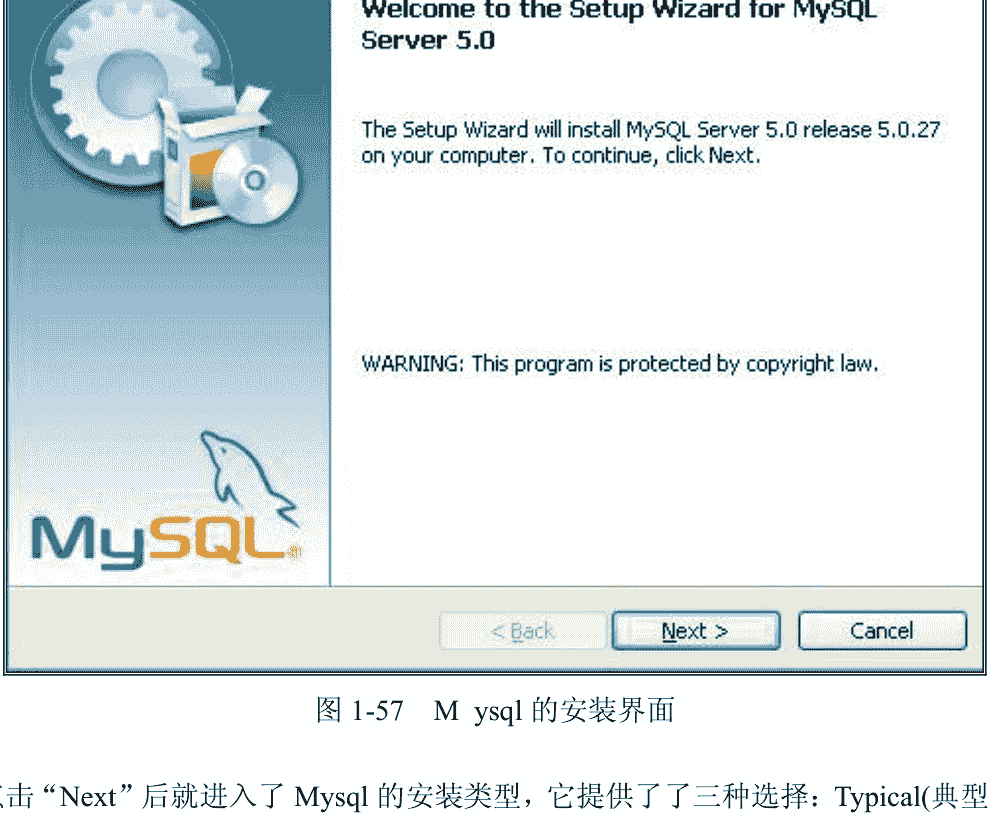 Welcome to the Setup Wizard for MySQL
Server 5.0
The Setup Wizard will install MySQL Server 5.0 release 5.0.27
on your computer. To continue, click Next.
WARNING: This program is protected by copyright law.
MySQL
< Back
Next >
Cancel
图 1-57 M ysql 的安装界面
点击“Next”后就进入了 Mysql 的安装类型，它提供了了三种选择：Typical(典型